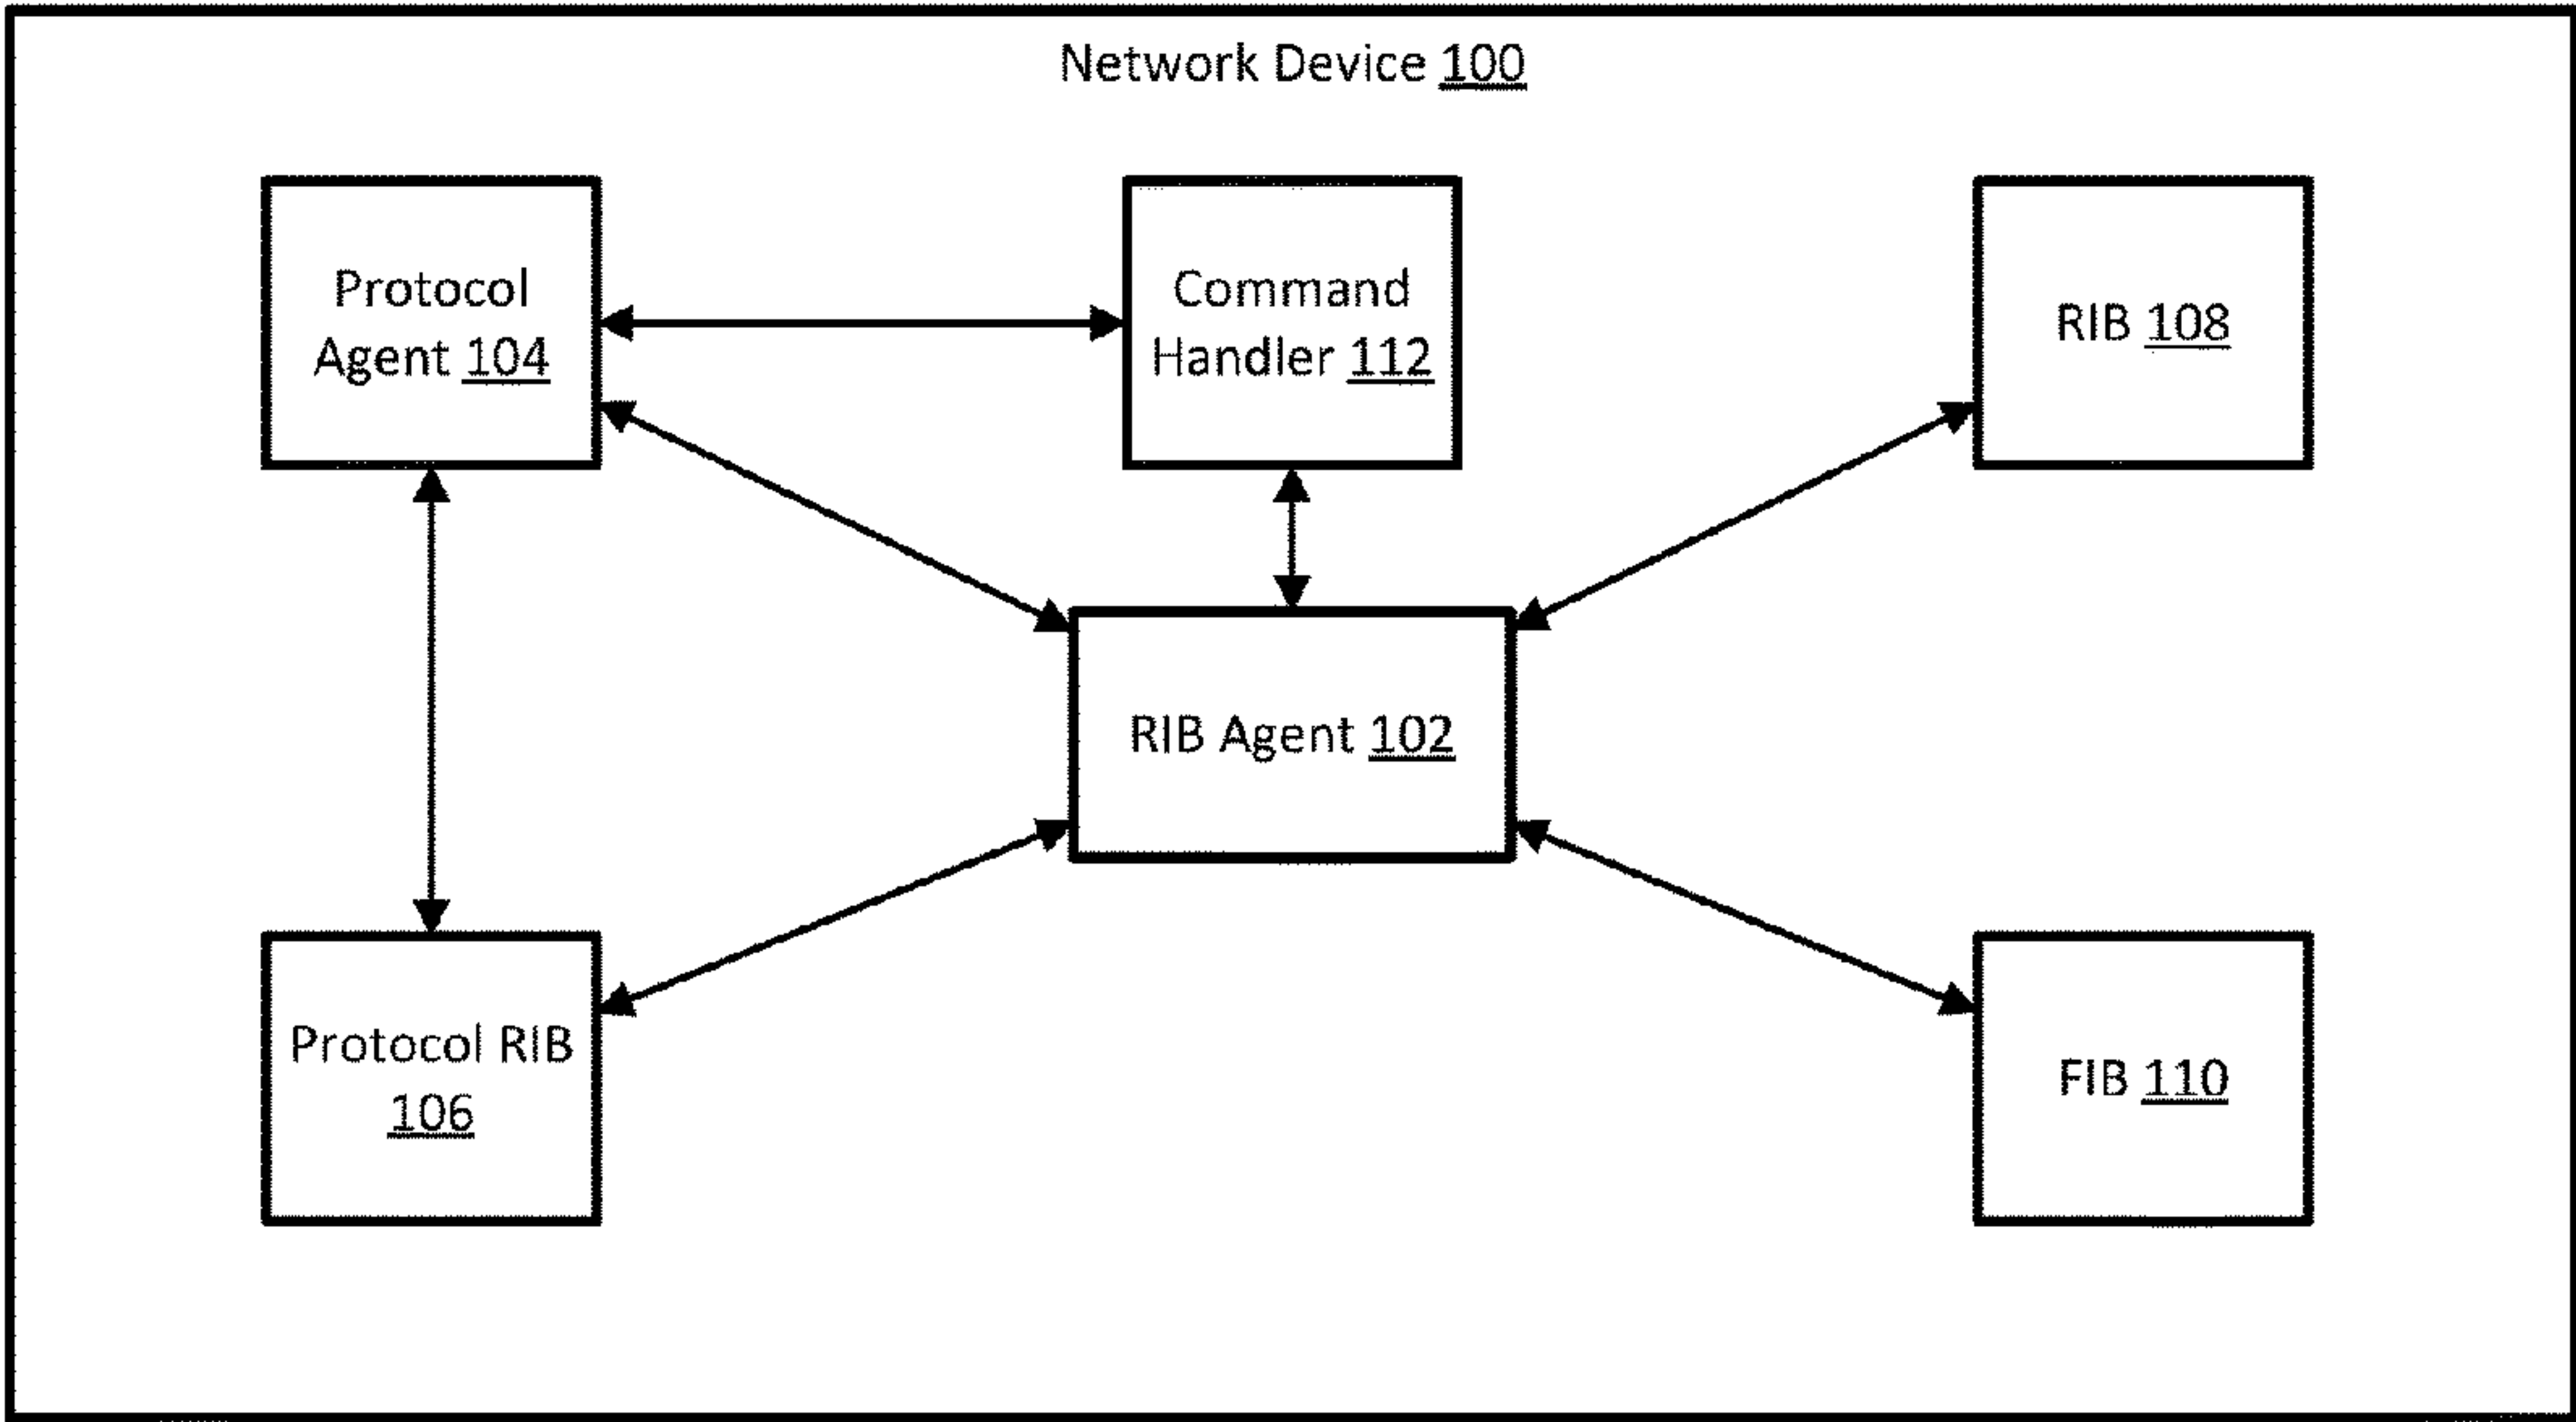 Network Device 100
Protocol
Agent 104
Command
Handler 112
RIB 108
RIB Agent 102
Protocol RIB
106
FIB 110